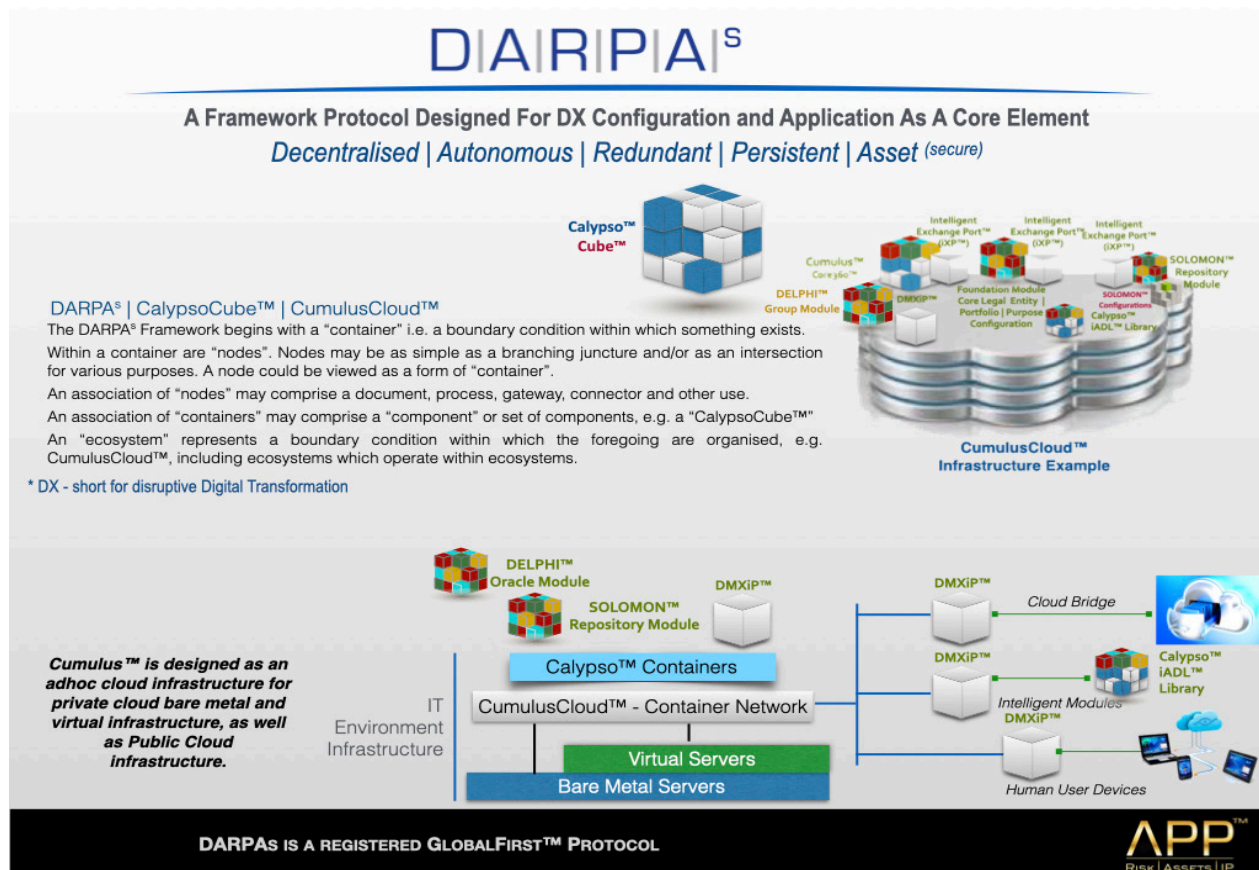 D|A|R|P|A|ˢ
A Framework Protocol Designed For DX Configuration and Application As A Core Element
Decentralised | Autonomous | Redundant | Persistent | Asset (secure)
Calypso™
Cube™
Intelligent
Exchange Port™
(iXP™)
Intelligent
Exchange Port™
(iXP™)
Intelligent
Exchange Port™
(iXP™)
Cumulus™
Core360™
SOLOMON™
Repository
Module
DELPHI™
Group Module
DMXiP™
Foundation Module
Core Legal Entity |
Portfolio | Purpose
Configuration
SOLOMON™
Configurations
Calypso™
iADL™ Library
CumulusCloud™
Infrastructure Example
DARPAˢ | CalypsoCube™ | CumulusCloud™
The DARPAˢ Framework begins with a “container” i.e. a boundary condition within which something exists.
Within a container are “nodes”. Nodes may be as simple as a branching juncture and/or as an intersection
for various purposes. A node could be viewed as a form of “container”.
An association of “nodes” may comprise a document, process, gateway, connector and other use.
An association of “containers” may comprise a “component” or set of components, e.g. a “CalypsoCube™”
An “ecosystem” represents a boundary condition within which the foregoing are organised, e.g.
CumulusCloud™, including ecosystems which operate within ecosystems.
* DX - short for disruptive Digital Transformation
DELPHI™
Oracle Module
SOLOMON™
Repository Module
DMXiP™
Cumulus™ is designed as an
adhoc cloud infrastructure for
private cloud bare metal and
virtual infrastructure, as well
as Public Cloud
infrastructure.
IT
Environment
Infrastructure
Calypso™ Containers
CumulusCloud™ - Container Network
Virtual Servers
Bare Metal Servers
DMXiP™
Cloud Bridge
DMXiP™
Intelligent Modules
Calypso™
iADL™
Library
DMXiP™
Human User Devices
DARPAS IS A REGISTERED GLOBALFIRST™ PROTOCOL
APP™
RISK | ASSETS | IP